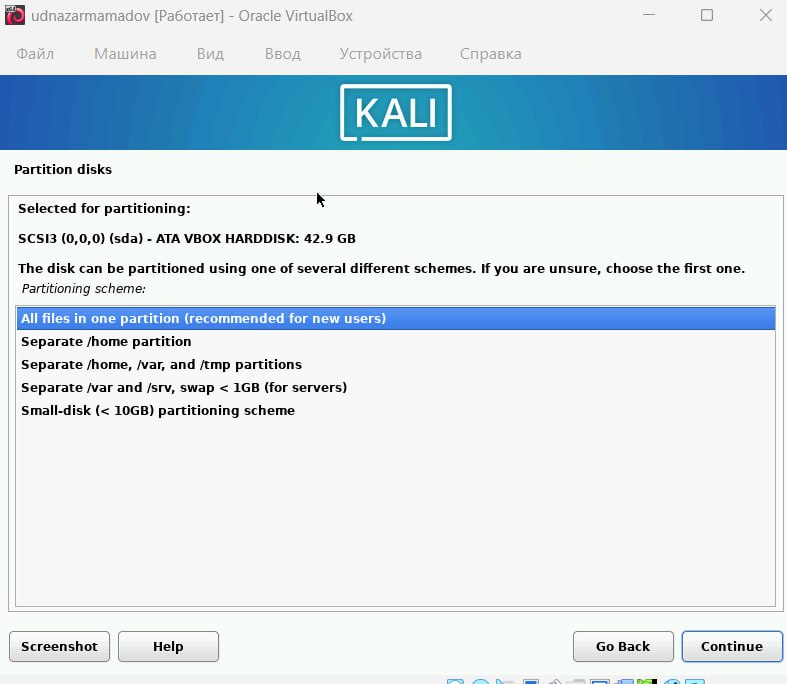 udnazarmamadov [Работает] - Oracle VirtualBox
Файл Машина Вид Ввод Устройства Справка
KALI
Partition disks
Selected for partitioning:
SCSI3 (0,0,0) (sda) - ATA VBOX HARDDISK: 42.9 GB
The disk can be partitioned using one of several different schemes. If you are unsure, choose the first one.
Partitioning scheme:
All files in one partition (recommended for new users)
Separate /home partition
Separate /home, /var, and /tmp partitions
Separate /var and /srv, swap < 1GB (for servers)
Small-disk (< 10GB) partitioning scheme
Screenshot Help Go Back Continue